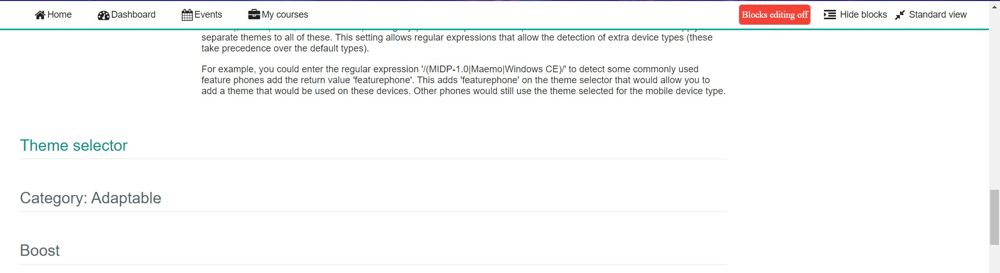 Home Dashboard Events My courses Blocks editing off Hide blocks Standard view
separate themes to all of these. This setting allows regular expressions that allow the detection of extra device types (these
take precedence over the default types).
For example, you could enter the regular expression '/(MIDP-1.0|Maemo|Windows CE)/' to detect some commonly used
feature phones add the return value 'featurephone'. This adds 'featurephone' on the theme selector that would allow you to
add a theme that would be used on these devices. Other phones would still use the theme selected for the mobile device type.
Theme selector
Category: Adaptable
Boost